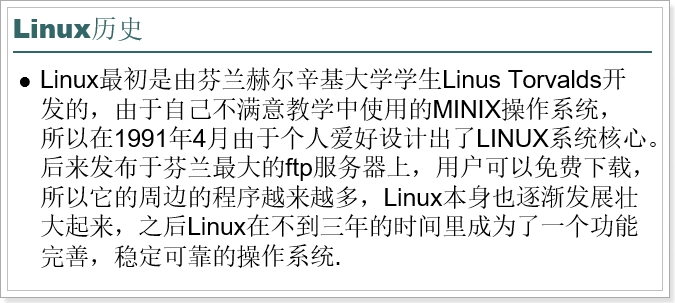 Linux历史
●Linux最初是由芬兰赫尔辛基大学学生Linus Torvalds开
发的，由于自己不满意教学中使用的MINIX操作系统，
所以在1991年4月由于个人爱好设计出了LINUX系统核心。
后来发布于芬兰最大的ftp服务器上，用户可以免费下载，
所以它的周边的程序越来越多，Linux本身也逐渐发展壮
大起来，之后Linux在不到三年的时间里成为了一个功能
完善，稳定可靠的操作系统.